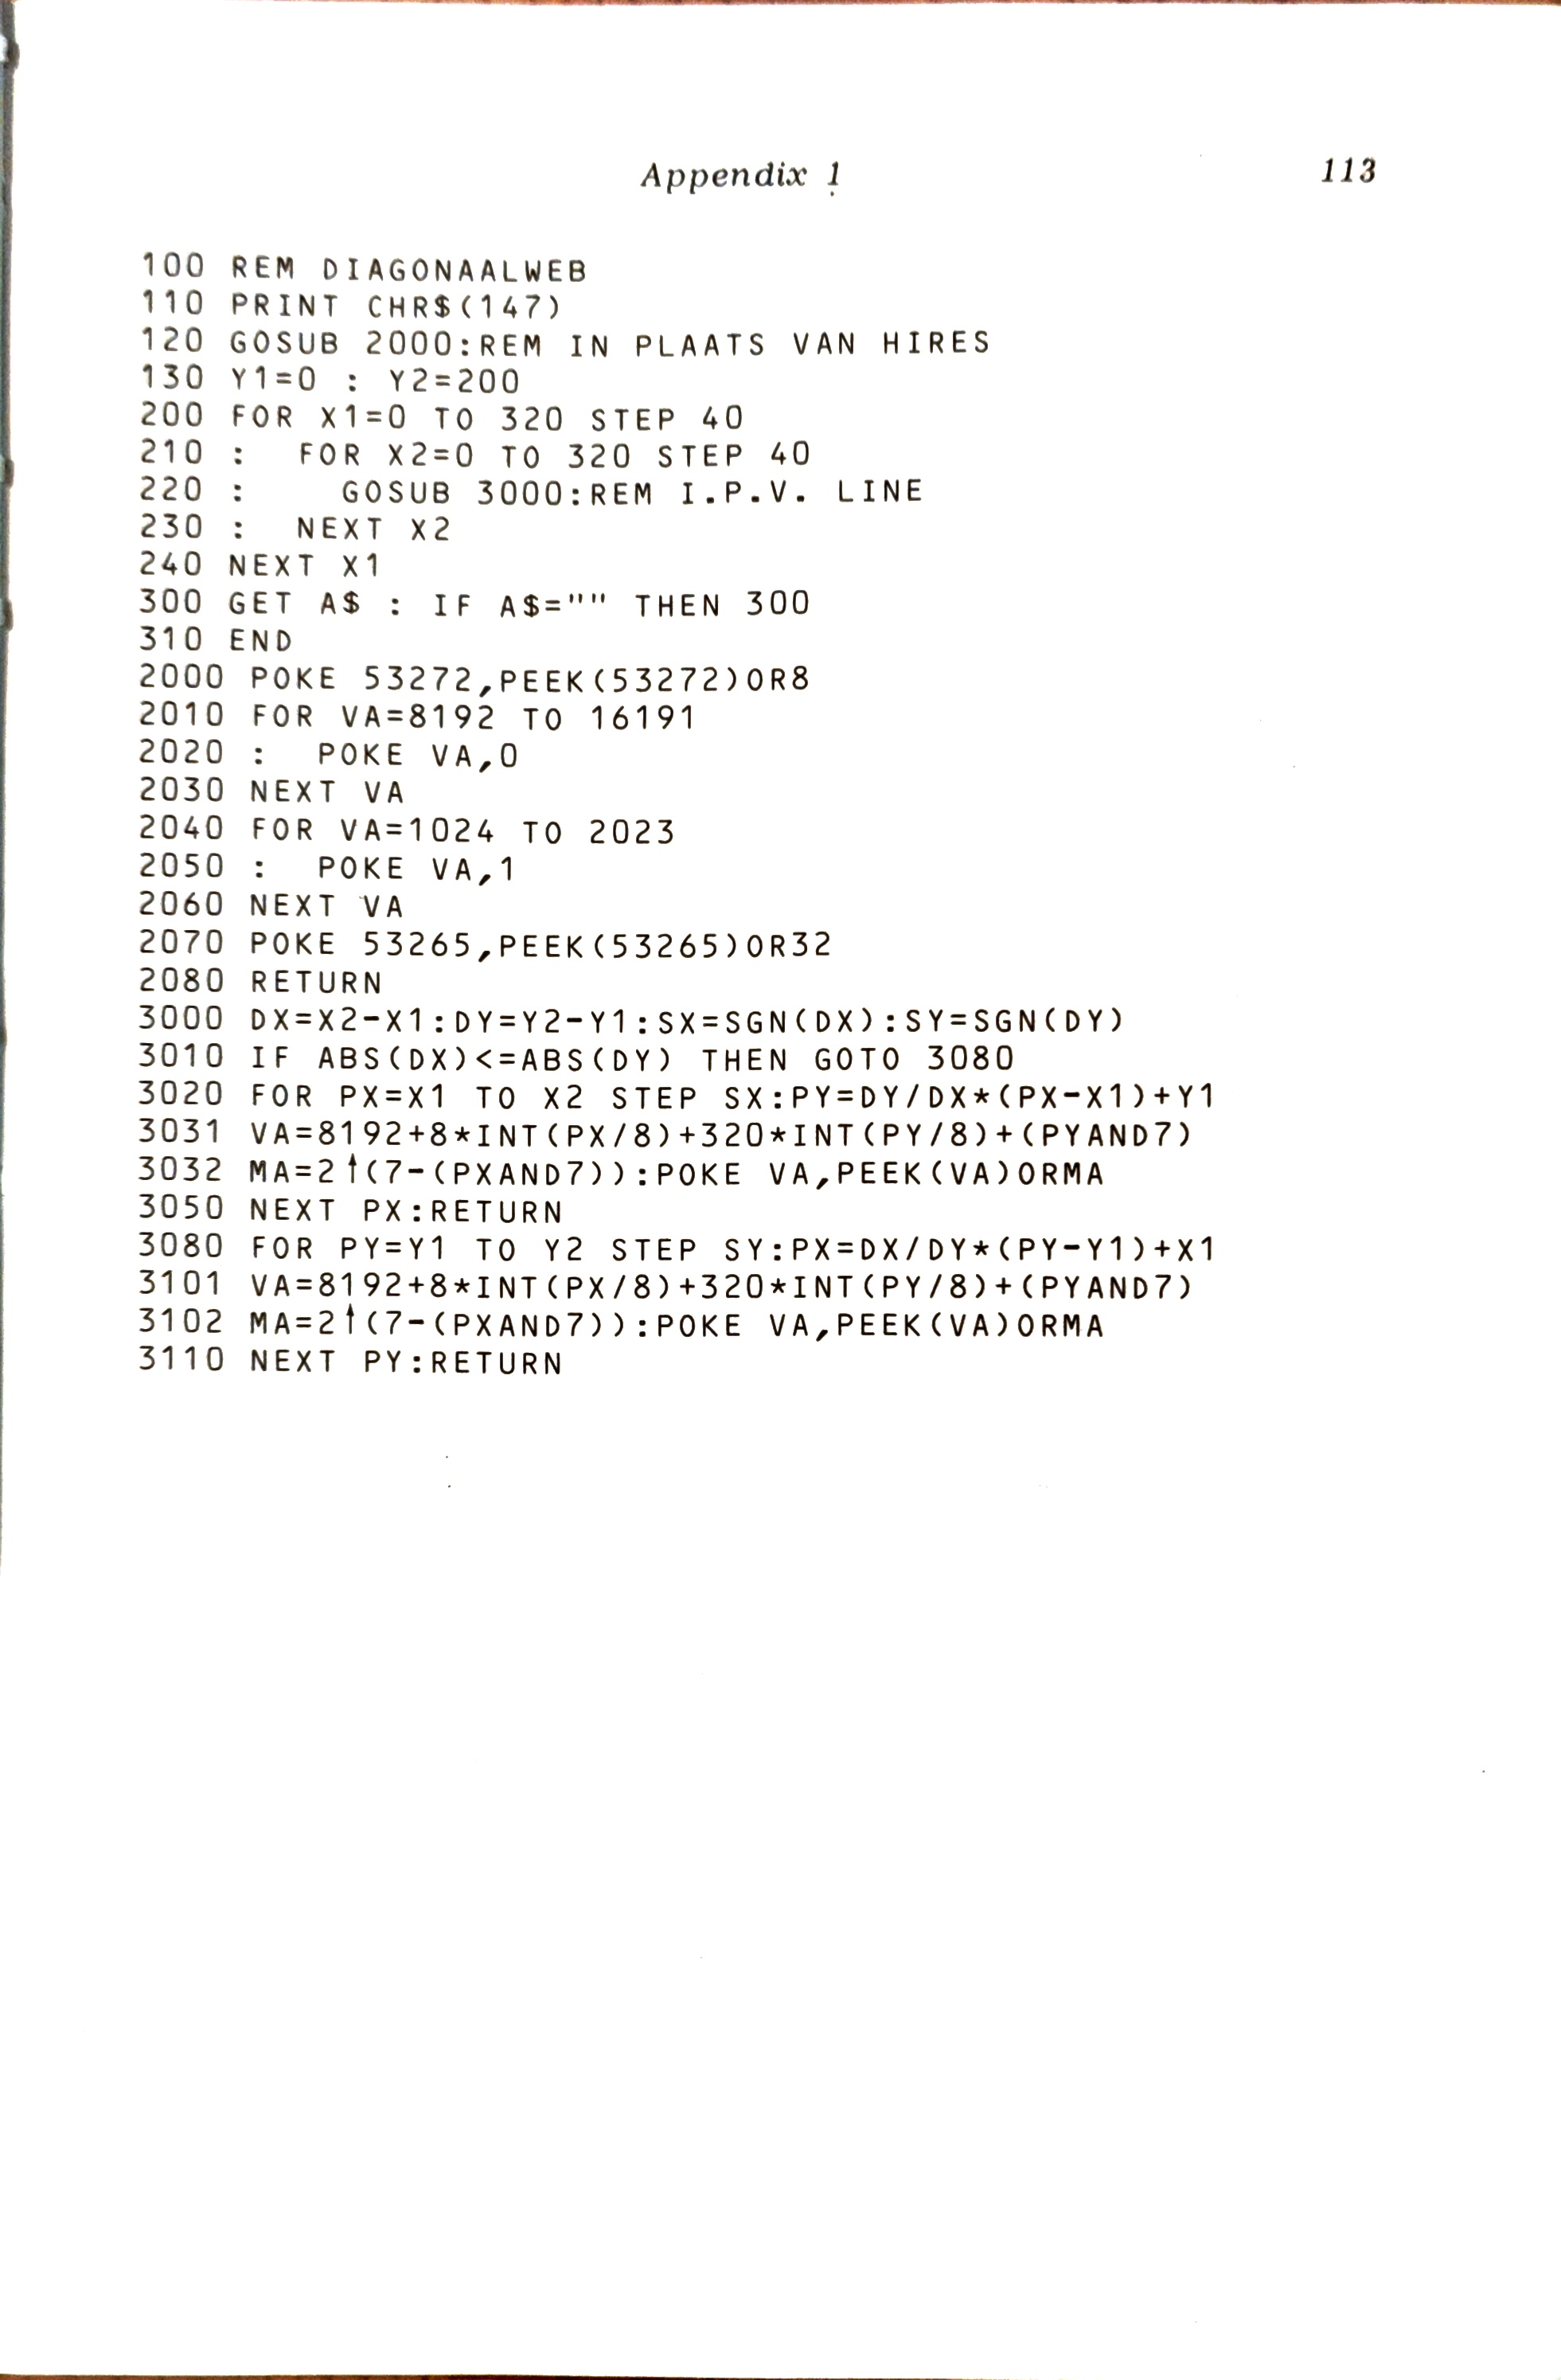 Appendix 1 113
100 REM DIAGONAALWEB
110 PRINT CHR$(147)
120 GOSUB 2000:REM IN PLAATS VAN HIRES
130 Y1=0 : Y2=200
200 FOR X1=0 TO 320 STEP 40
210 :  FOR X2=0 TO 320 STEP 40
220 :    GOSUB 3000:REM I.P.V. LINE
230 :  NEXT X2
240 NEXT X1
300 GET A$ : IF A$="" THEN 300
310 END
2000 POKE 53272,PEEK(53272)OR8
2010 FOR VA=8192 TO 16191
2020 :  POKE VA,0
2030 NEXT VA
2040 FOR VA=1024 TO 2023
2050 :  POKE VA,1
2060 NEXT VA
2070 POKE 53265,PEEK(53265)OR32
2080 RETURN
3000 DX=X2-X1:DY=Y2-Y1:SX=SGN(DX):SY=SGN(DY)
3010 IF ABS(DX)<=ABS(DY) THEN GOTO 3080
3020 FOR PX=X1 TO X2 STEP SX:PY=DY/DX*(PX-X1)+Y1
3031 VA=8192+8*INT(PX/8)+320*INT(PY/8)+(PYAND7)
3032 MA=2↑(7-(PXAND7)):POKE VA,PEEK(VA)ORMA
3050 NEXT PX:RETURN
3080 FOR PY=Y1 TO Y2 STEP SY:PX=DX/DY*(PY-Y1)+X1
3101 VA=8192+8*INT(PX/8)+320*INT(PY/8)+(PYAND7)
3102 MA=2↑(7-(PXAND7)):POKE VA,PEEK(VA)ORMA
3110 NEXT PY:RETURN